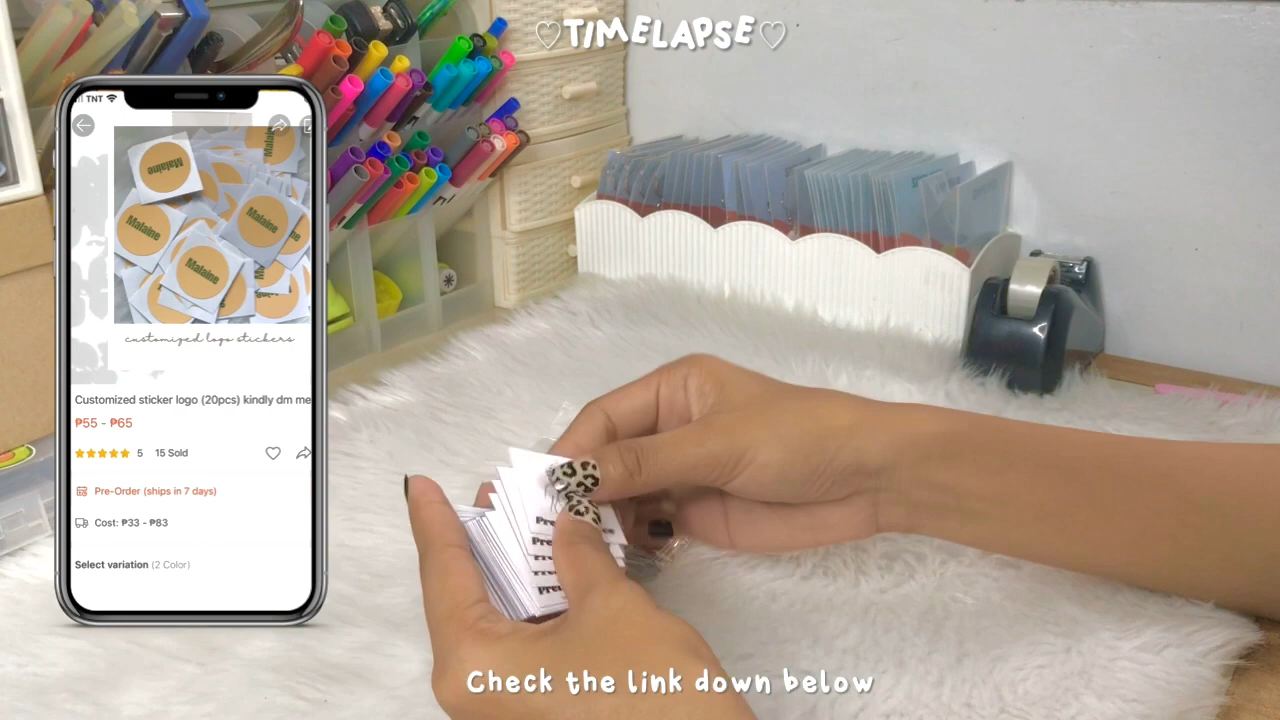 ♡TIMELAPSE♡
TNT
Malaine
Malaine
Malaine
Malaine
customized logo stickers
Customized sticker logo (20pcs) kindly dm me
₱55 - ₱65
5 15 Sold
Pre-Order (ships in 7 days)
Cost: ₱33 - ₱83
Select variation (2 Color)
Check the link down below